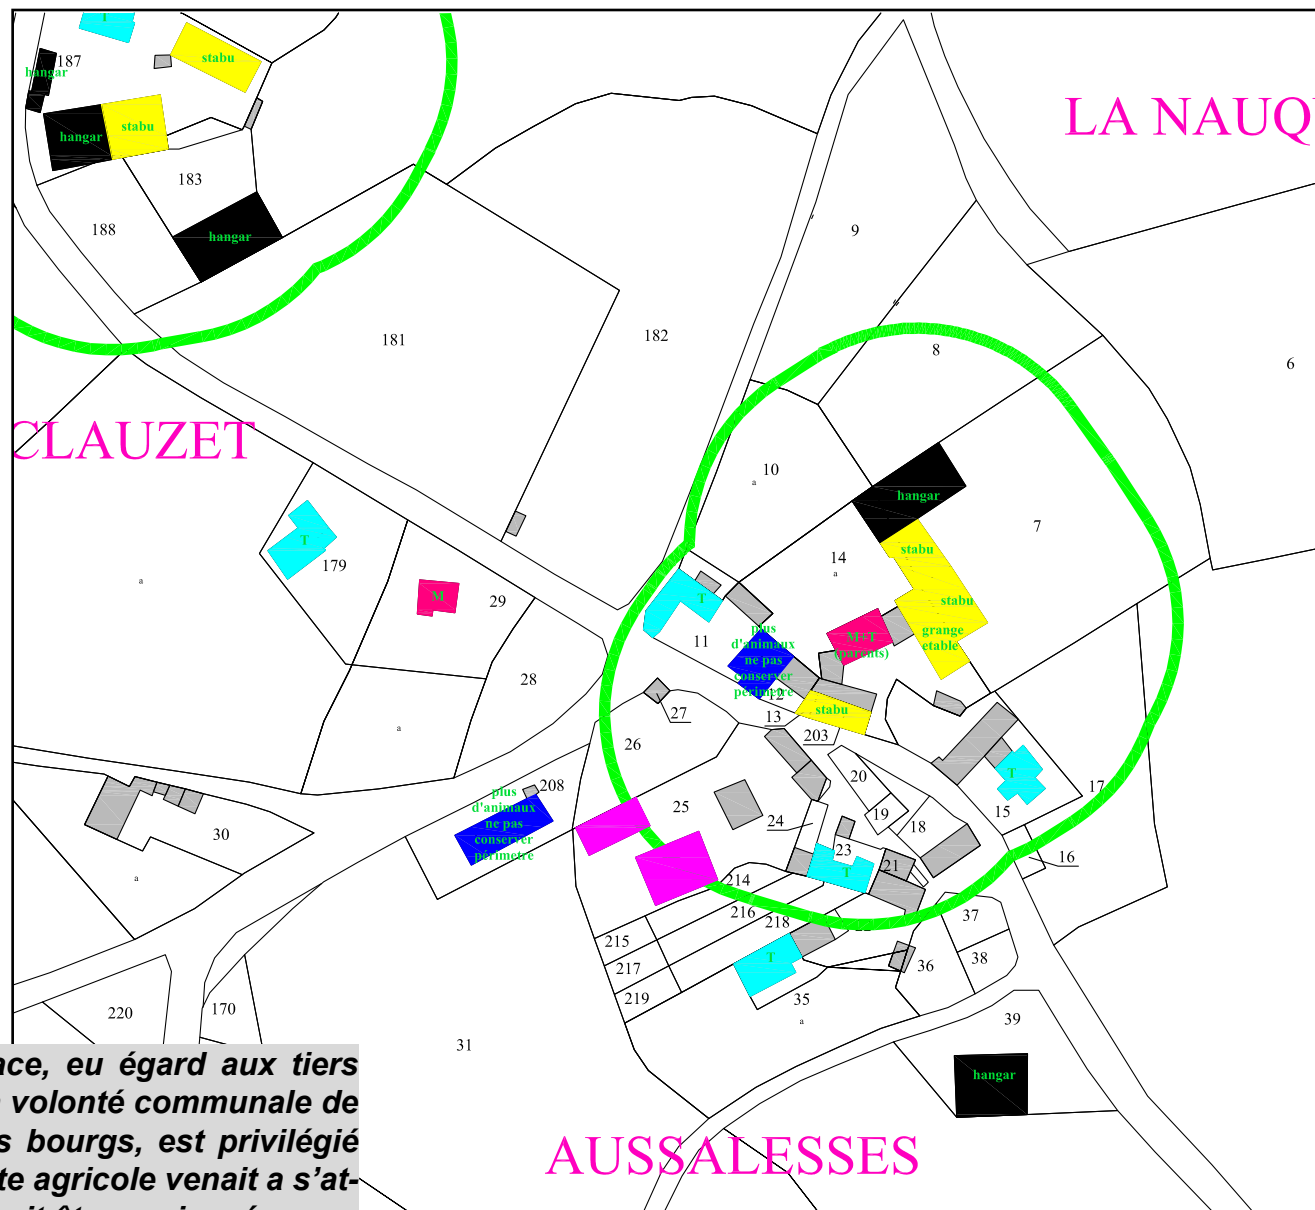 T
187
stabu
hangar
LA NAUQ
hangar
stabu
183
188
hangar
9
8
6
181
182
CLAUZET
10
a
hangar
7
T
179
stabu
14
a
a
M
29
T
stabu
11
plus
d'animaux
ne pas
conserver
périmetre
M+T
(parents)
grange
etable
28
12
13
stabu
27
203
a
26
T
20
17
208
plus
d'animaux
ne pas
conserver
périmetre
25
24
19
18
15
30
23
21
16
T
a
214
216
218
22
37
215
217
219
T
36
38
35
a
220
170
39
31
hangar
ace, eu égard aux tiers
volonté communale de
s bourgs, est privilégié
te agricole venait a s'at-
AUSSALESSES